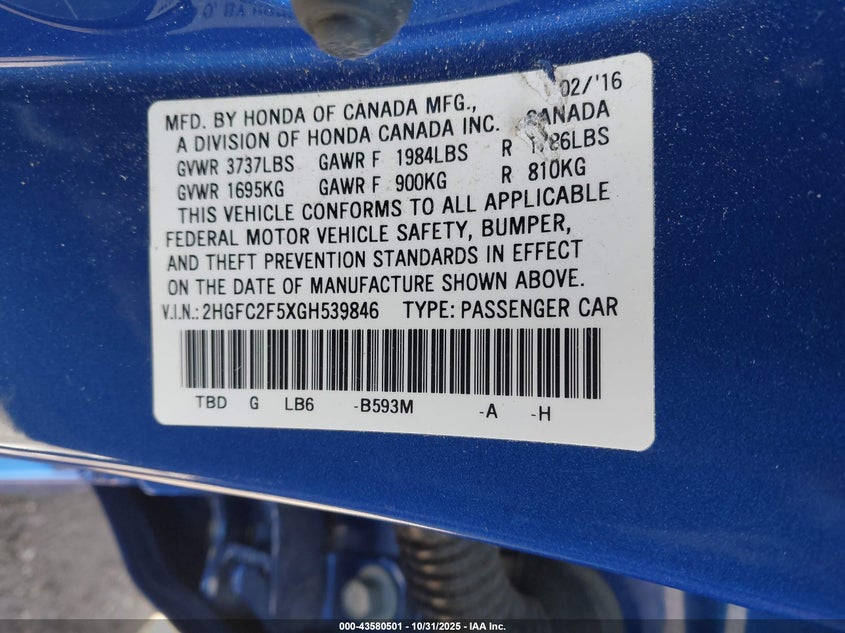 02/'16
MFD. BY HONDA OF CANADA MFG.,
A DIVISION OF HONDA CANADA INC. CANADA
GVWR 3737LBS GAWR F 1984LBS R
GVWR 1695KG GAWR F 900KG R 810KG
THIS VEHICLE CONFORMS TO ALL APPLICABLE
FEDERAL MOTOR VEHICLE SAFETY, BUMPER,
AND THEFT PREVENTION STANDARDS IN EFFECT
ON THE DATE OF MANUFACTURE SHOWN ABOVE.
V.I.N.: 2HGFC2F5XGH539846 TYPE: PASSENGER CAR
TBD G LB6 -B593M -A -H
000-43580501 - 10/31/2025 - IAA Inc.